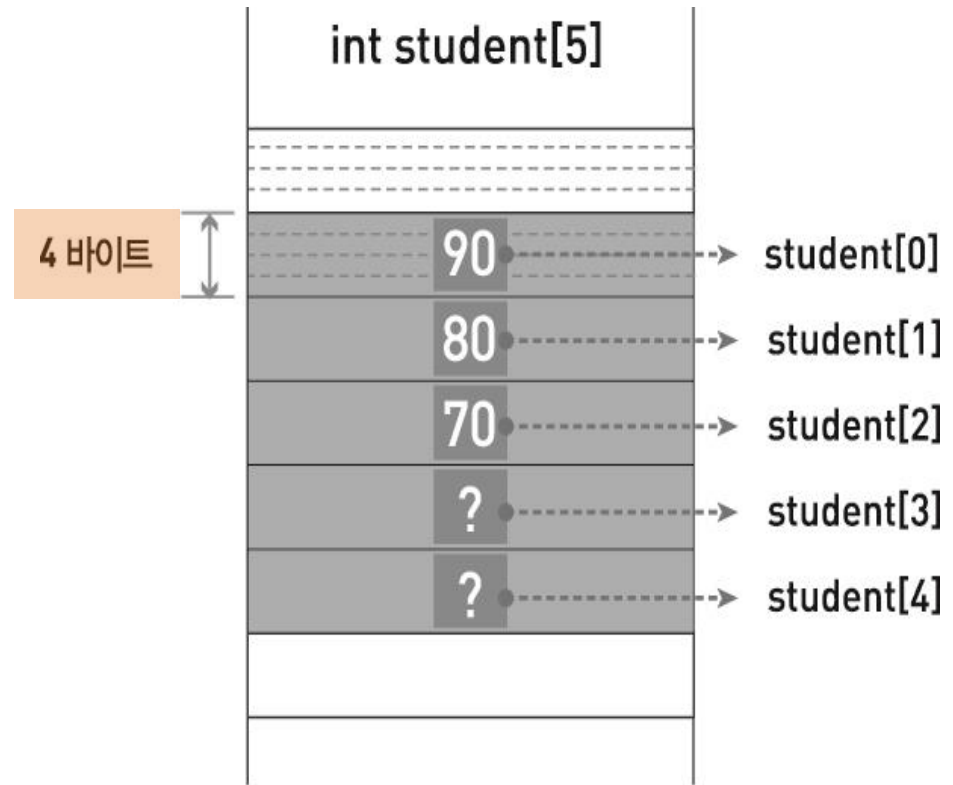 int student[5]
4 바이트
90 student[0]
80 student[1]
70 student[2]
? student[3]
? student[4]